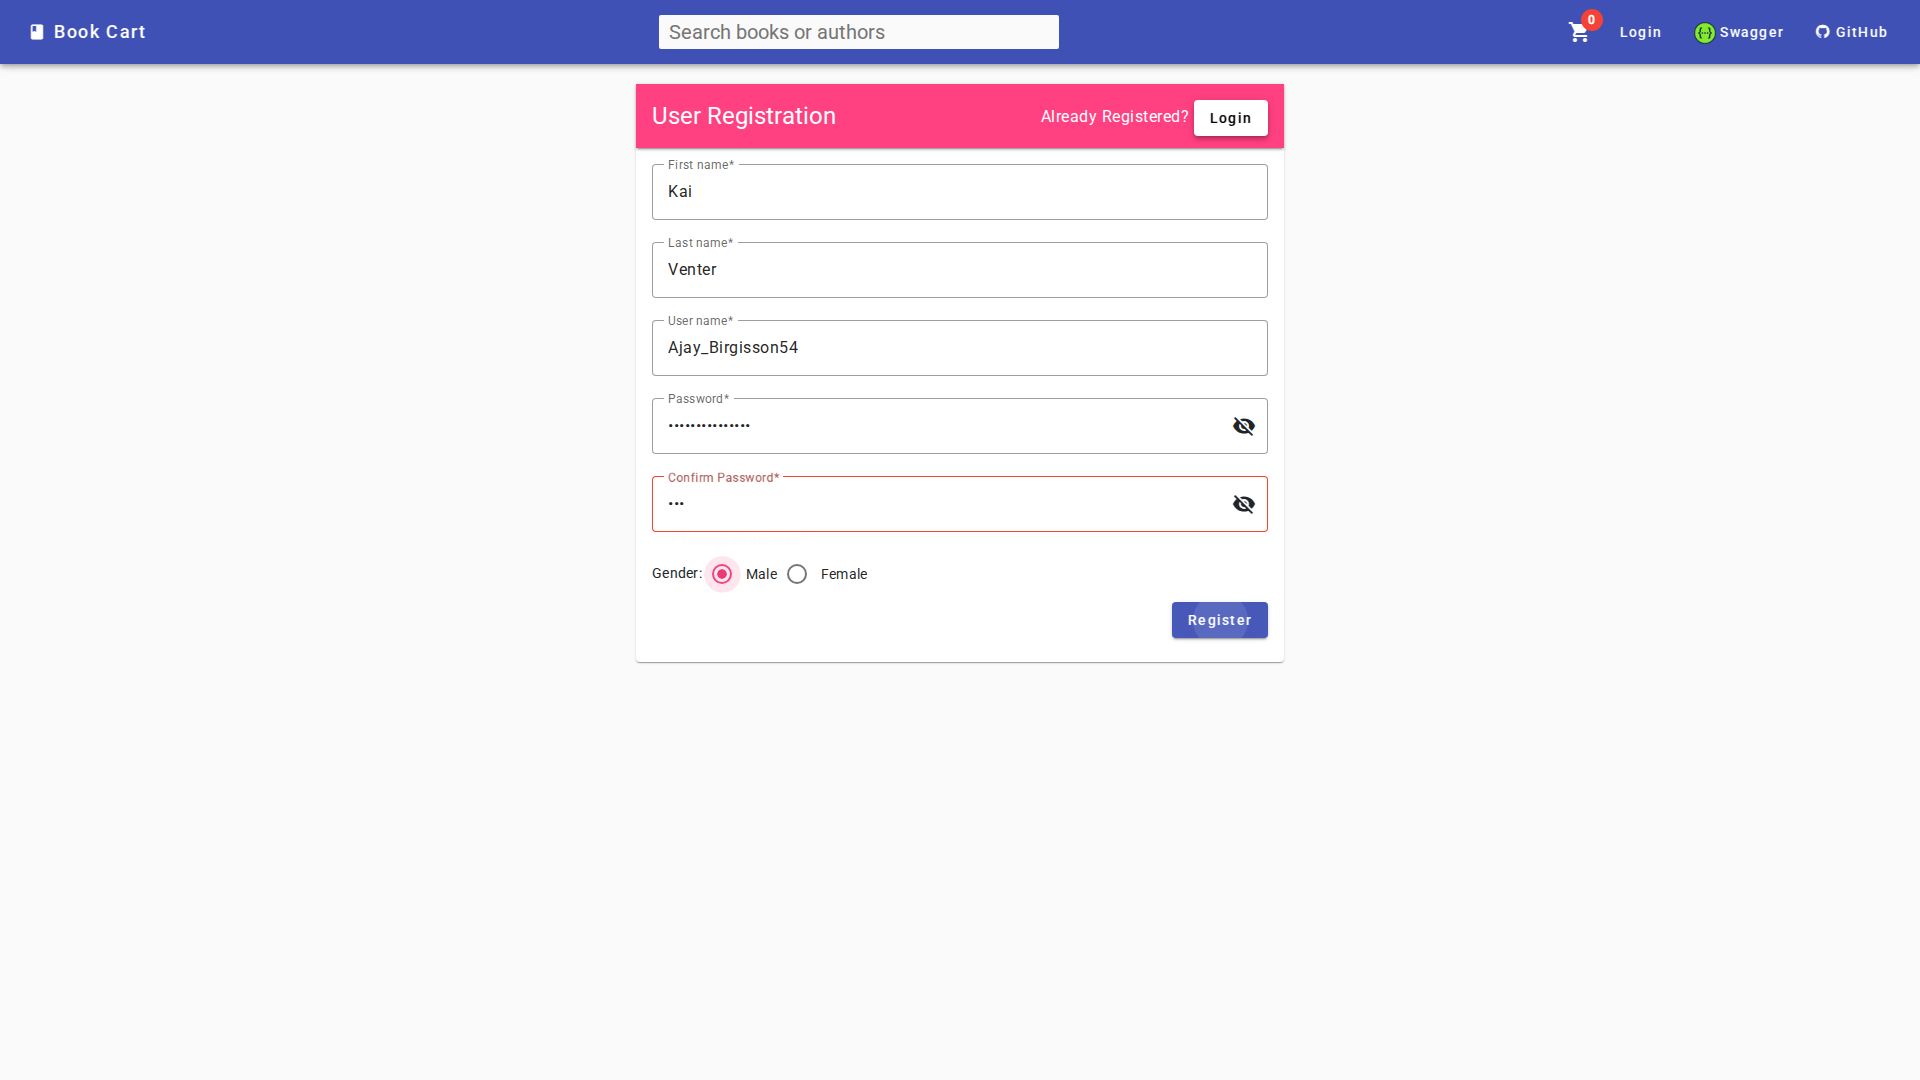 Book Cart
Search books or authors
0
Login
Swagger
GitHub
User Registration
Already Registered?
Login
First name*
Kai
Last name*
Venter
User name*
Ajay_Birgisson54
Password*
••••••••••••••
Confirm Password*
•••
Gender:
Male
Female
Register